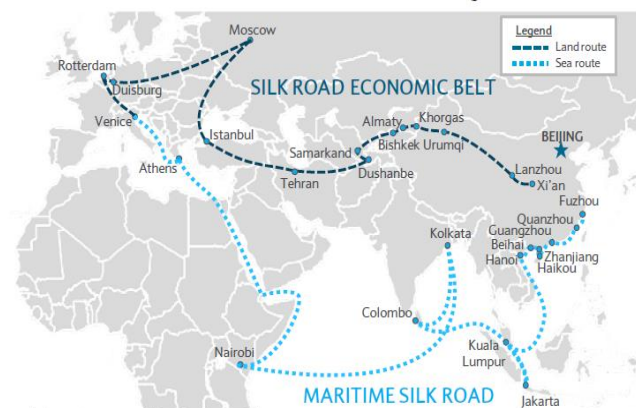 Legend
Land route
Sea route
Moscow
Rotterdam
Duisburg
SILK ROAD ECONOMIC BELT
Venice
Istanbul
Almaty
Khorgas
Bishkek Urumqi
BEIJING
Samarkand
Athens
Tehran
Dushanbe
Lanzhou
Xi'an
Fuzhou
Quanzhou
Guangzhou
Kolkata
Beihai
Hanoi
Zhanjiang
Haikou
Colombo
Kuala
Lumpur
Nairobi
MARITIME SILK ROAD
Jakarta